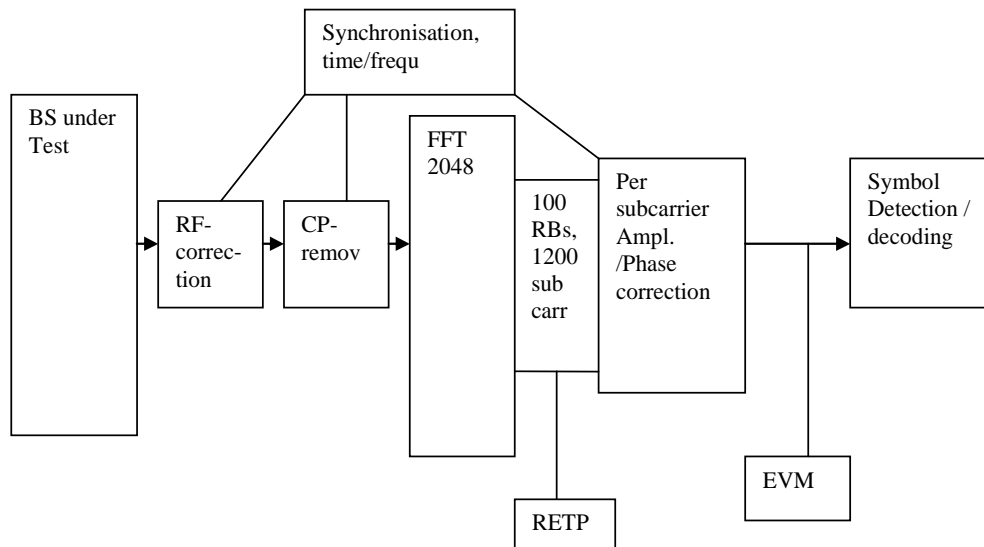 Synchronisation,
time/frequ
BS under
Test
FFT
2048
RF-
correc-
tion
CP-
remov
100
RBs,
1200
sub
carr
Per
subcarrier
Ampl.
/Phase
correction
Symbol
Detection /
decoding
EVM
RETP